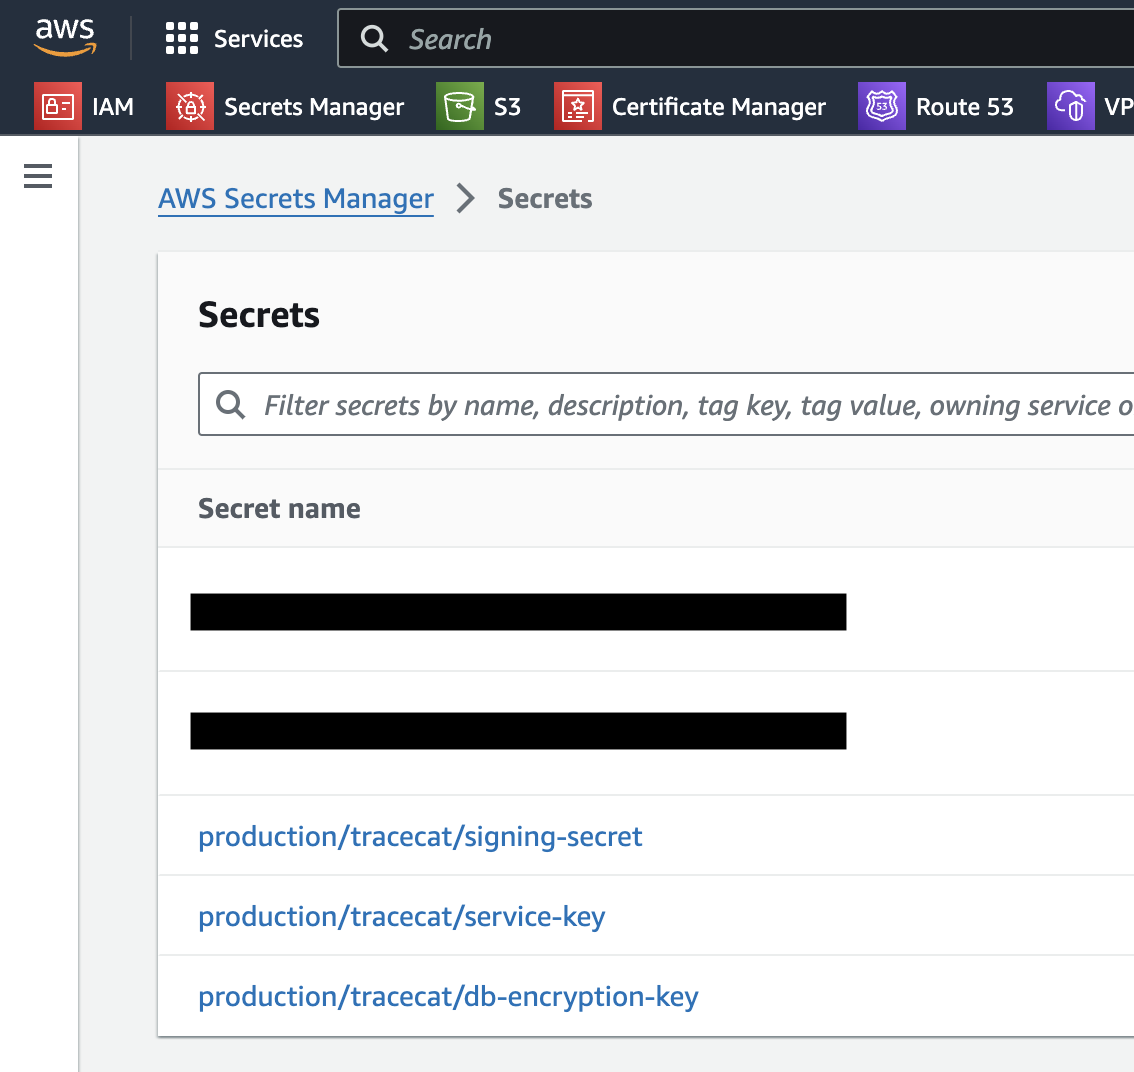 aws Services Search
IAM Secrets Manager S3 Certificate Manager Route 53 VP
AWS Secrets Manager Secrets
Secrets
Filter secrets by name, description, tag key, tag value, owning service o
Secret name
production/tracecat/signing-secret
production/tracecat/service-key
production/tracecat/db-encryption-key